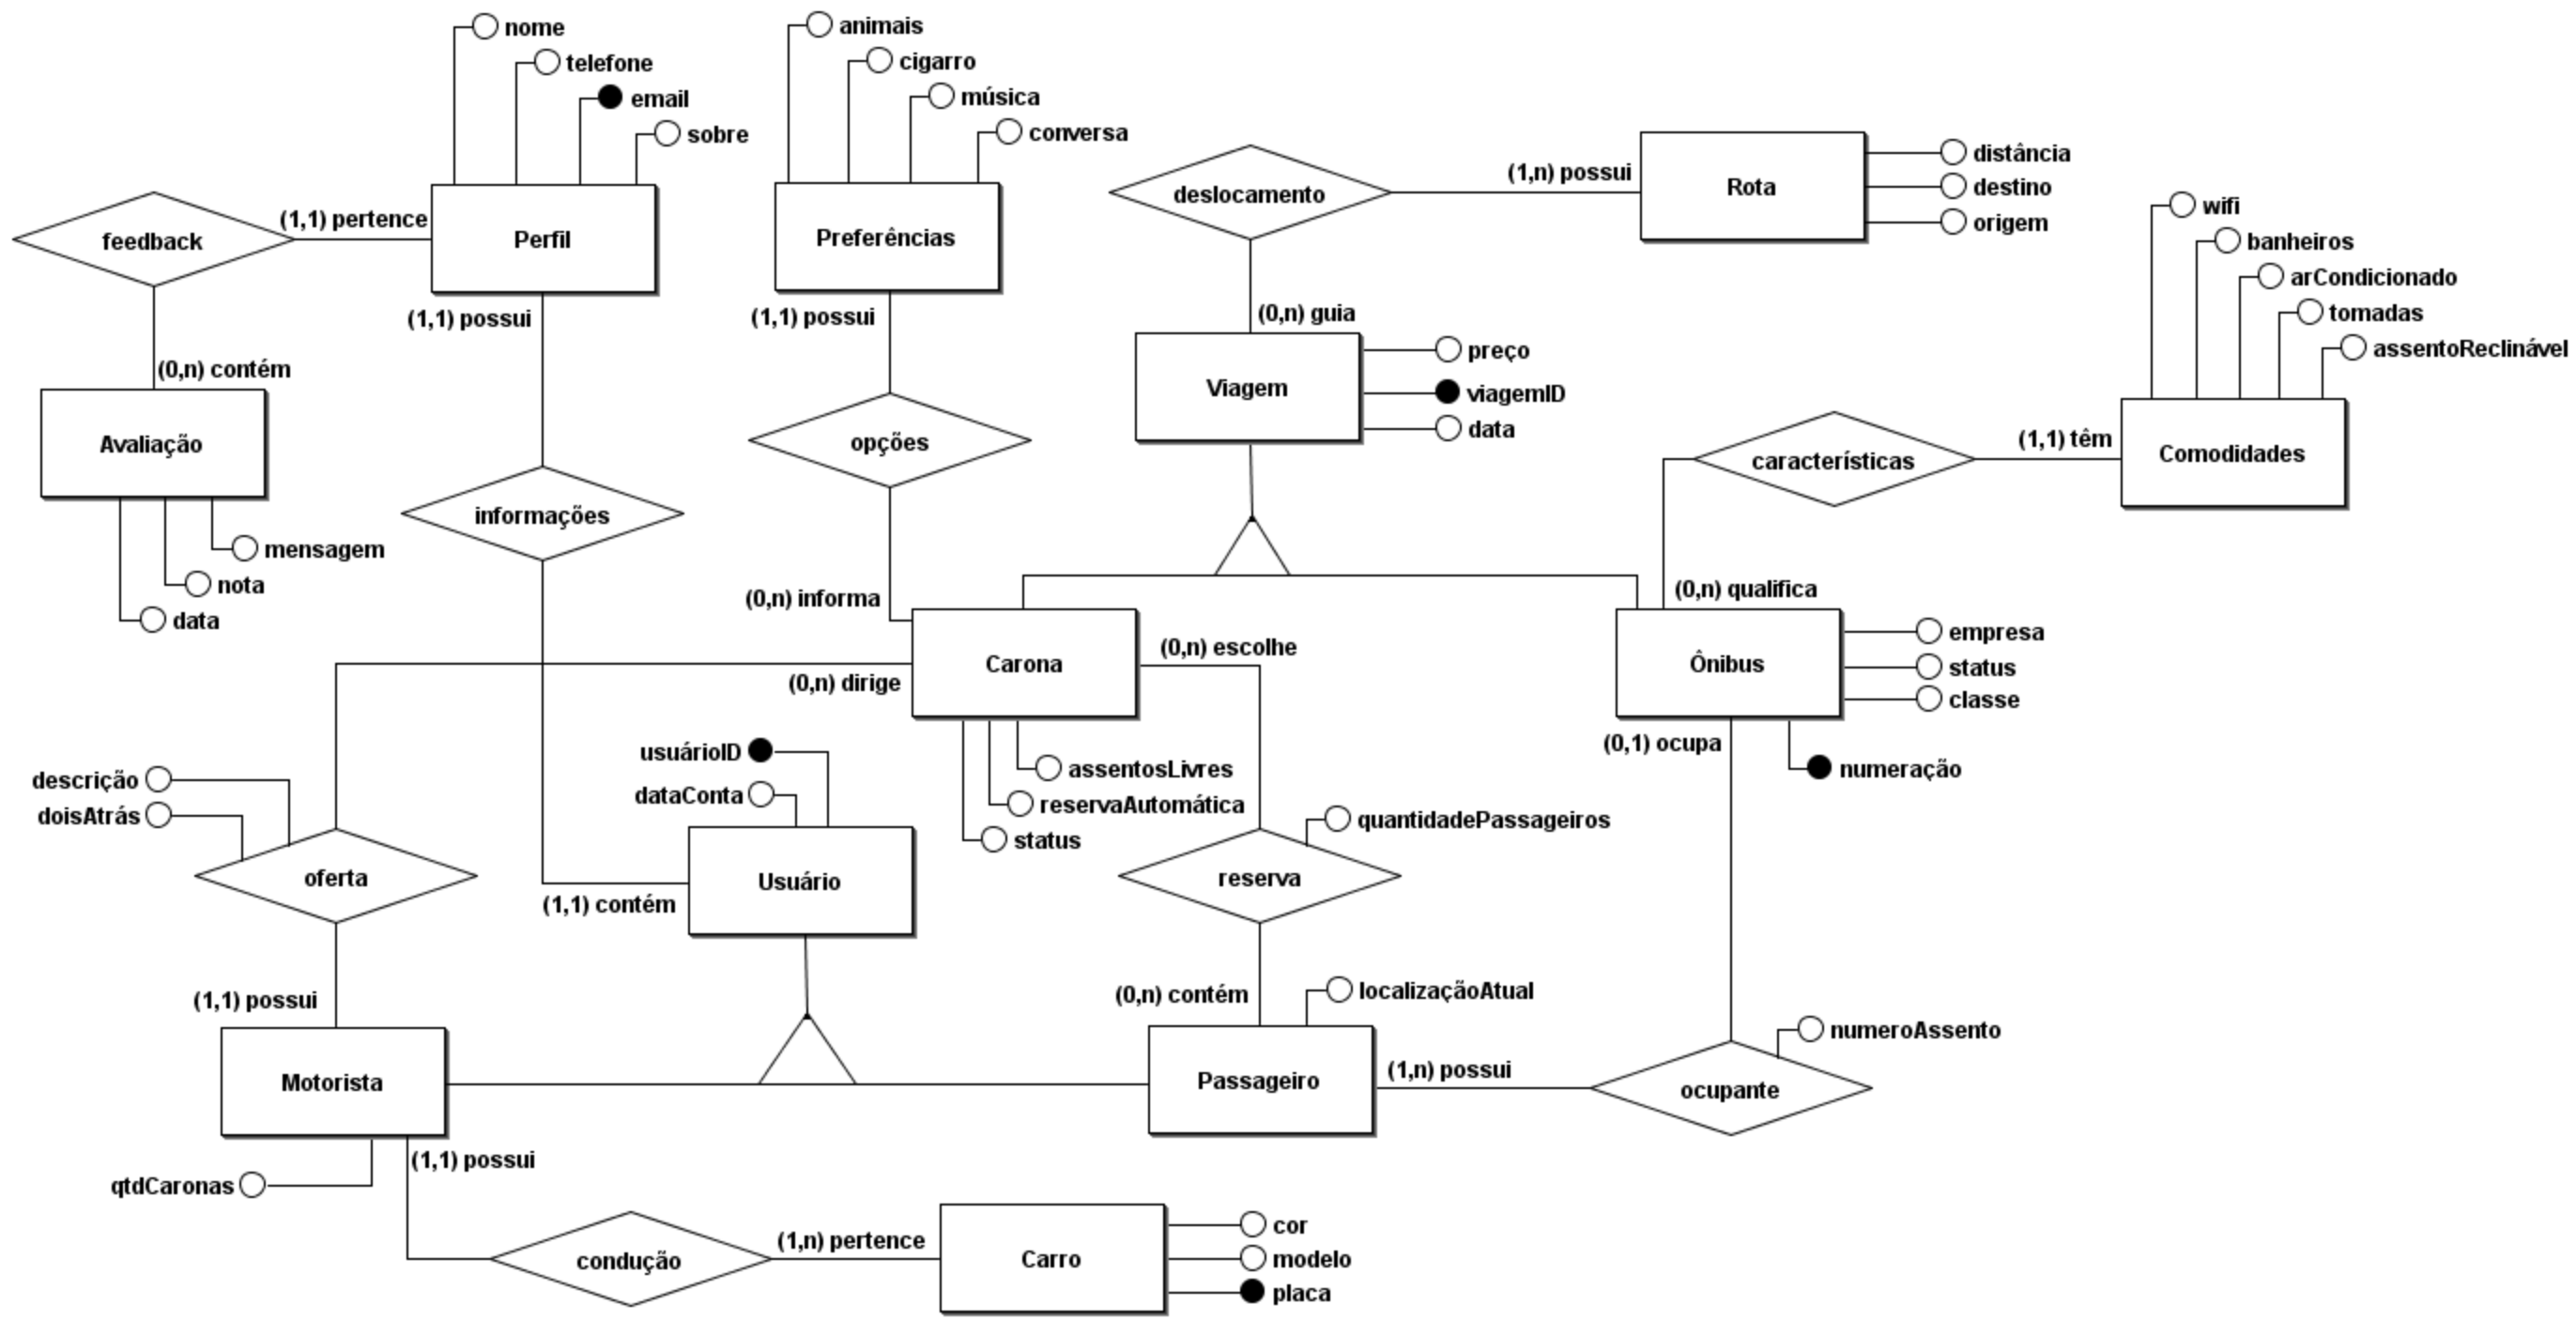 nome
telefone
email
sobre
animais
cigarro
música
conversa
feedback
(1,1) pertence
Perfil
Preferências
deslocamento
(1,n) possui
Rota
distância
destino
origem
wifi
banheiros
arCondicionado
tomadas
assentoReclinável
(1,1) possui
(1,1) possui
(0,n) guia
(0,n) contém
Avaliação
Viagem
preço
viagemID
data
opções
características
(1,1) têm
Comodidades
informações
mensagem
nota
data
(0,n) informa
(0,n) qualifica
Carona
(0,n) escolhe
(0,n) dirige
Ônibus
empresa
status
classe
(0,1) ocupa
numeração
usuárioID
dataConta
assentosLivres
reservaAutomática
status
descrição
doisAtrás
quantidadePassageiros
oferta
Usuário
reserva
(1,1) contém
(1,1) possui
(0,n) contém
localizaçãoAtual
numeroAssento
Motorista
Passageiro
(1,n) possui
ocupante
(1,1) possui
qtdCaronas
condução
(1,n) pertence
Carro
cor
modelo
placa